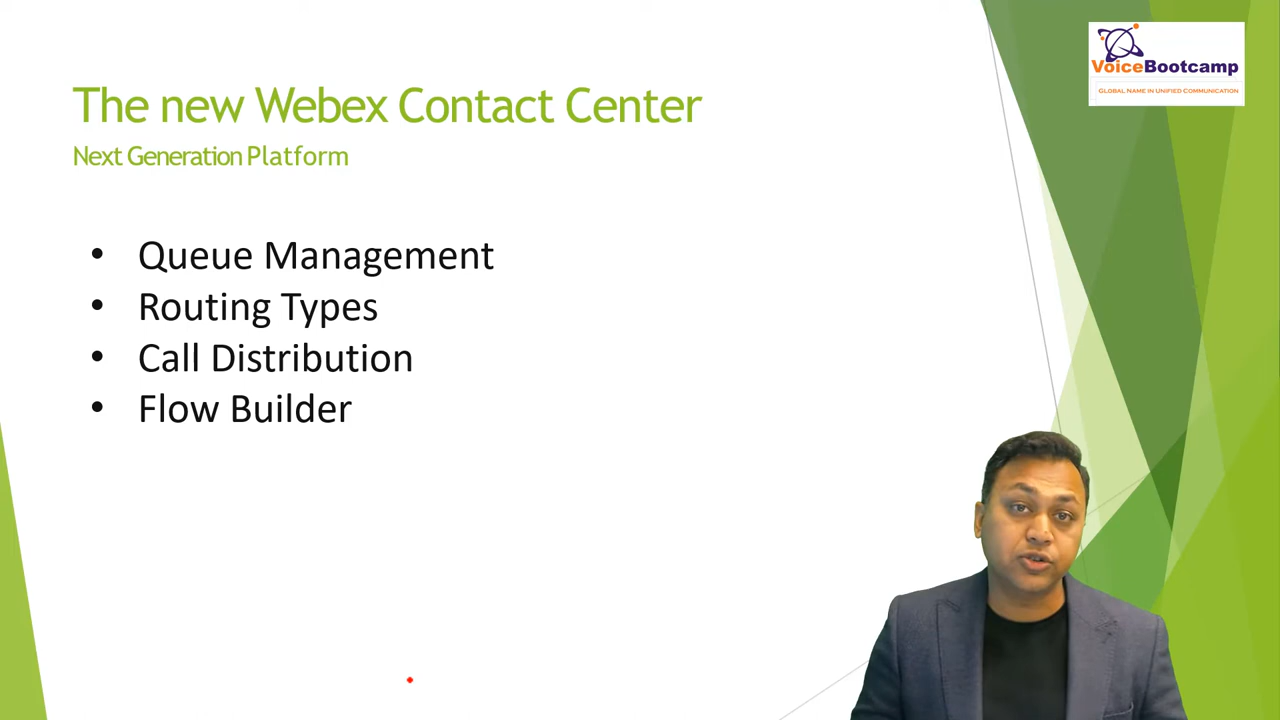 VoiceBootcamp
GLOBAL NAME IN UNIFIED COMMUNICATION
The new Webex Contact Center
Next Generation Platform
• Queue Management
• Routing Types
• Call Distribution
• Flow Builder